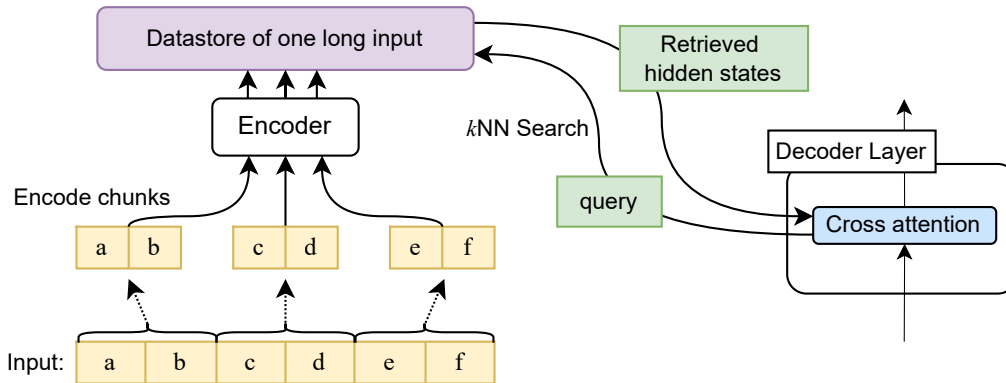 Datastore of one long input
Retrieved
hidden states
Encoder
kNN Search
Decoder Layer
Encode chunks
query
Cross attention
a b c d e f
Input: a b c d e f